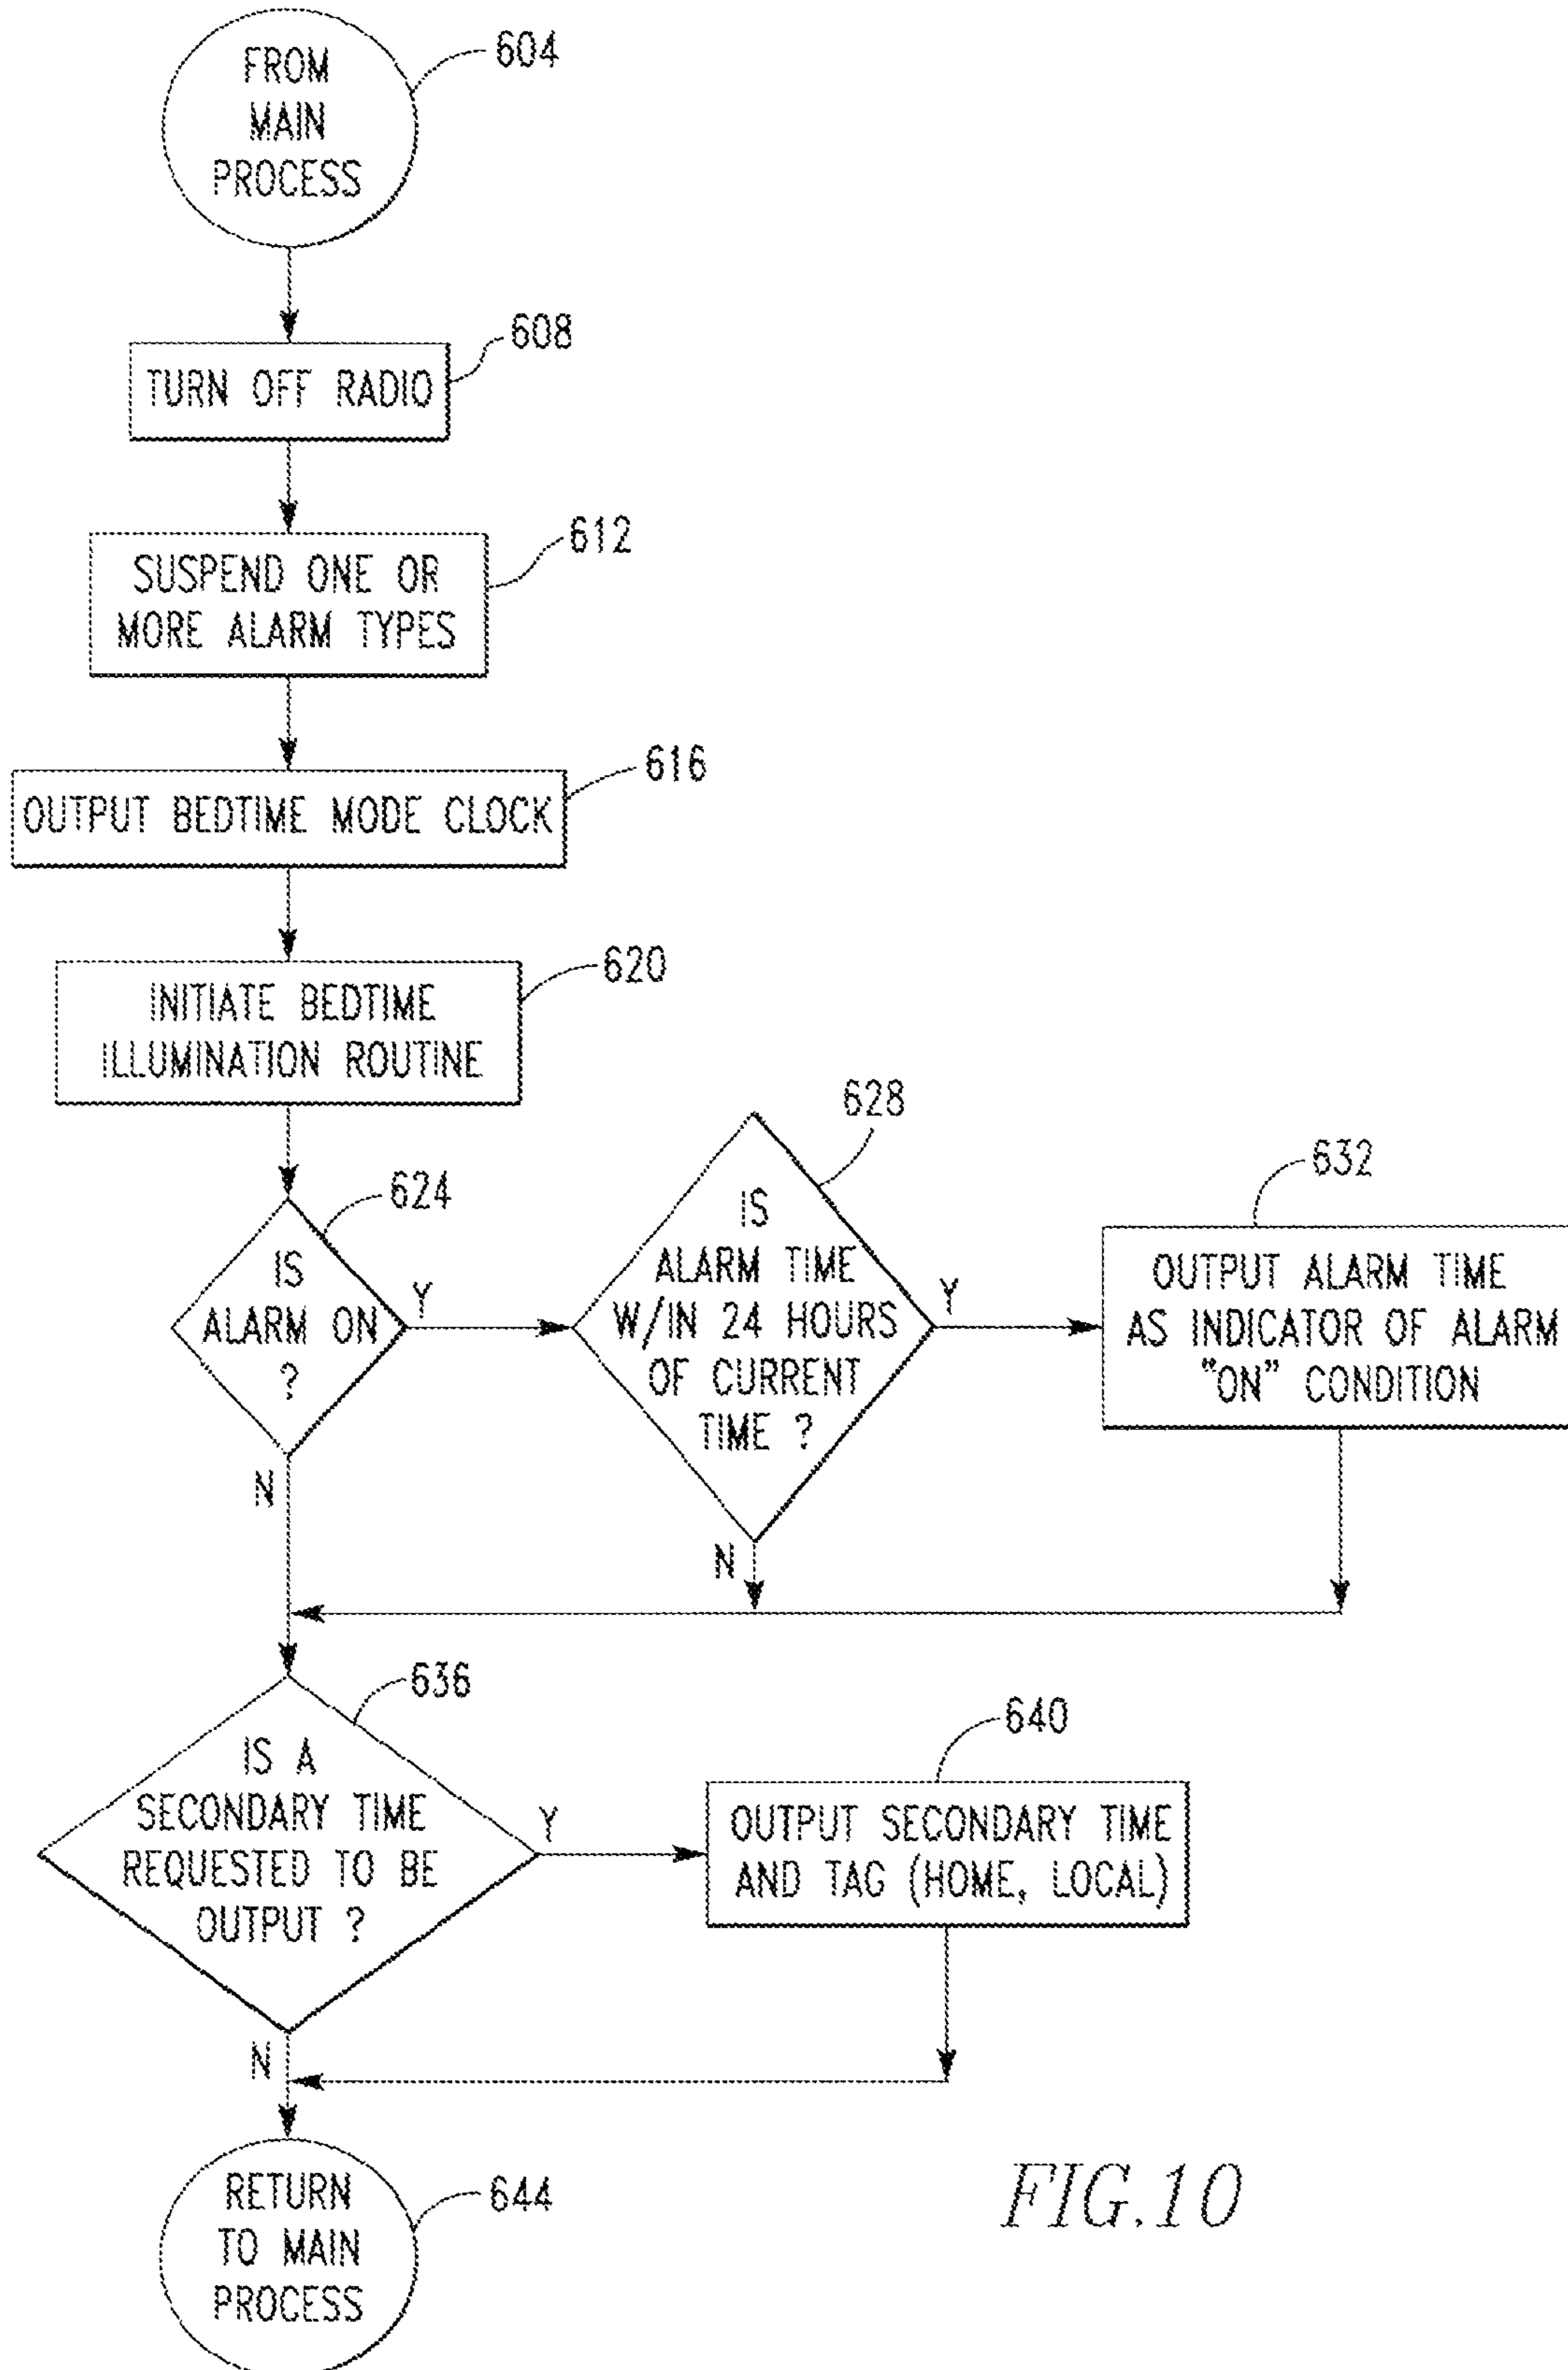 FROM
MAIN
PROCESS
604
TURN OFF RADIO
608
SUSPEND ONE OR
MORE ALARM TYPES
612
OUTPUT BEDTIME MODE CLOCK
616
INITIATE BEDTIME
ILLUMINATION ROUTINE
620
IS
ALARM ON
?
624
Y
N
IS
ALARM TIME
W/IN 24 HOURS
OF CURRENT
TIME ?
628
Y
N
OUTPUT ALARM TIME
AS INDICATOR OF ALARM
"ON" CONDITION
632
IS A
SECONDARY TIME
REQUESTED TO BE
OUTPUT ?
636
Y
N
OUTPUT SECONDARY TIME
AND TAG (HOME, LOCAL)
640
RETURN
TO MAIN
PROCESS
644
FIG.10